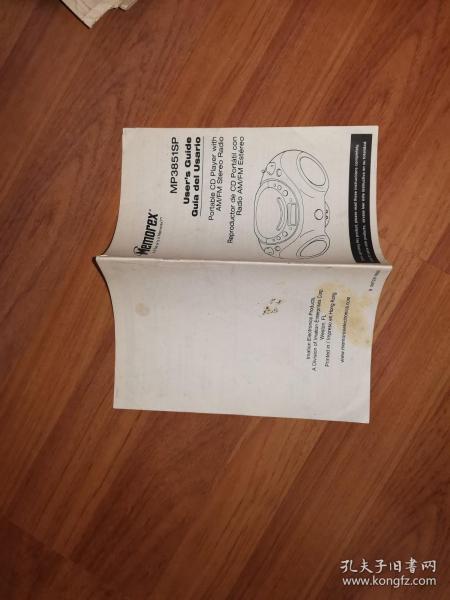 Memorex
MP3851SP
User's Guide
Guía del Usario
Portable CD Player with
AM/FM Stereo Radio
Reproductor de CD Portátil con
Radio AM/FM Estéreo
Imation Electronics Products,
A Division of Imation Enterprises Corp.
Weston, FL
Printed in / Impreso en Hong Kong
www.memorexelectronics.com
孔夫子旧书网
www.kongfz.com